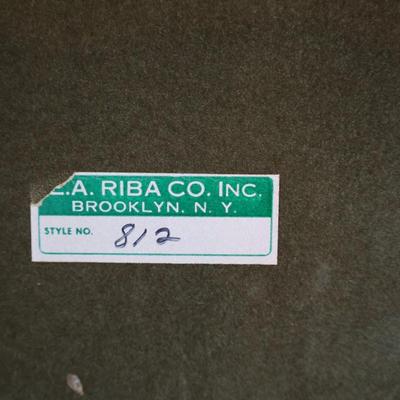 E.A. RIBA CO. INC.
BROOKLYN, N. Y.
STYLE NO. 812